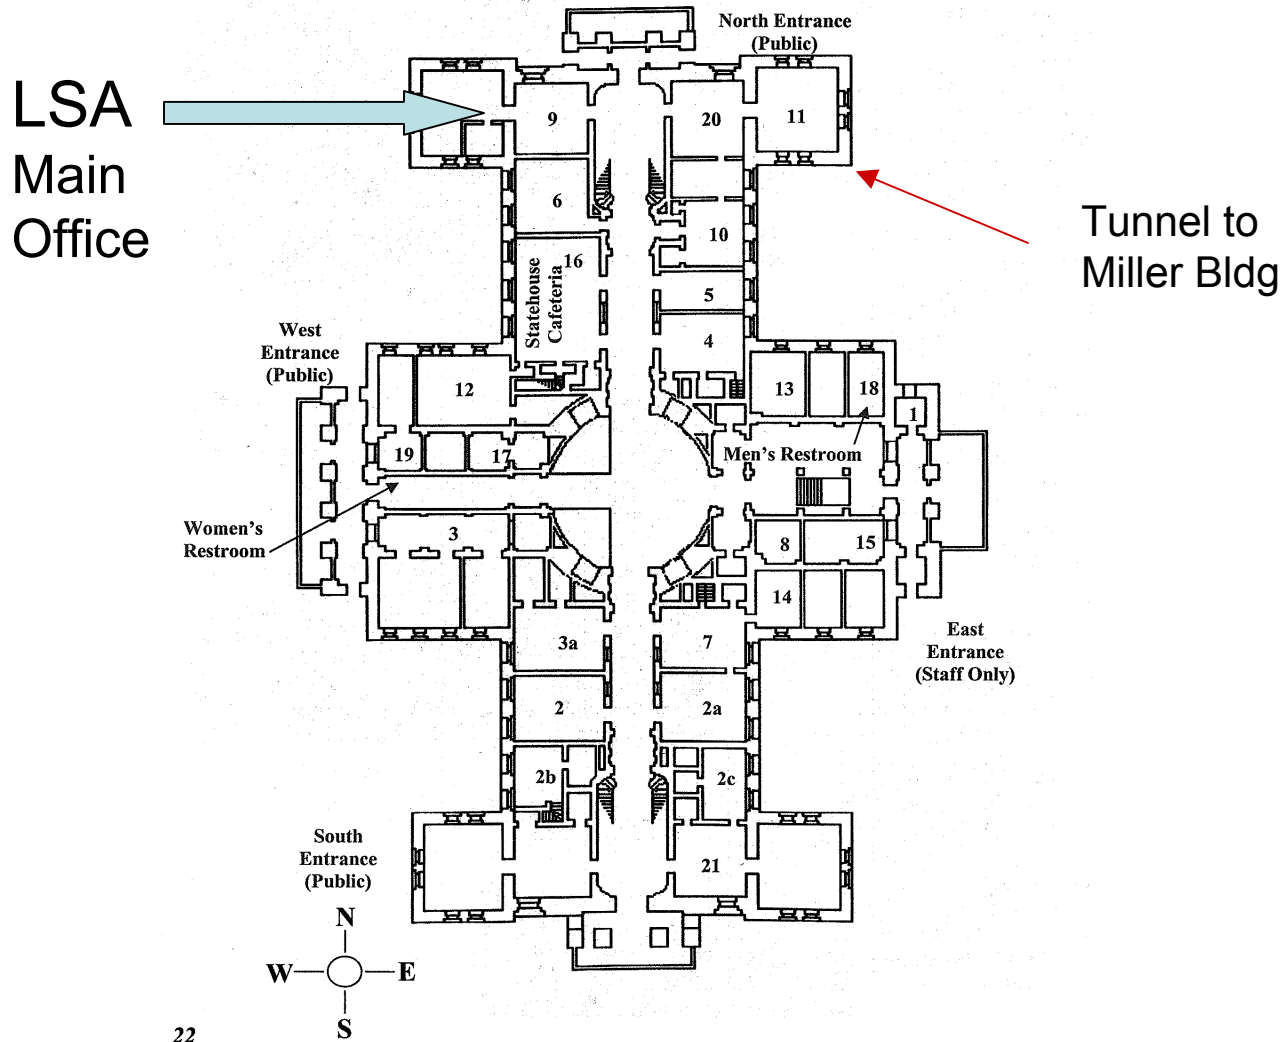 North Entrance
(Public)
LSA
Main
Office
9
20
11
6
10
Tunnel to
Miller Bldg
16
Statehouse
Cafeteria
5
4
West
Entrance
(Public)
12
13
18
1
19
17
Men's Restroom
Women's
Restroom
3
8
15
14
3a
7
East
Entrance
(Staff Only)
2
2a
2b
2c
South
Entrance
(Public)
21
N
W
E
S
22